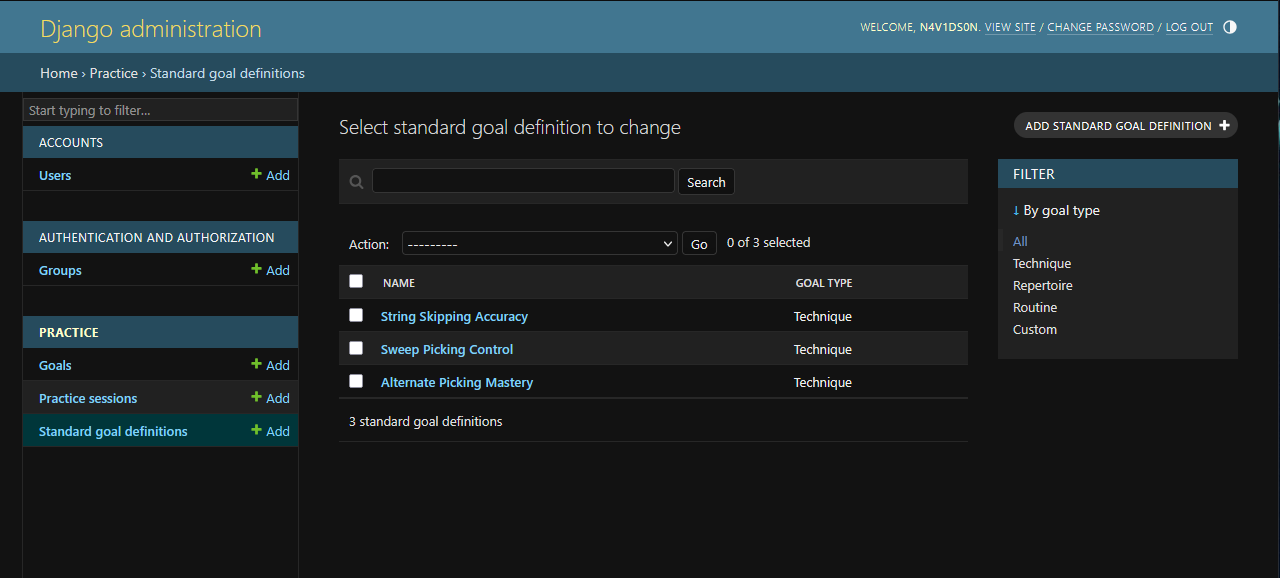 Django administration
WELCOME, N4V1DS0N. VIEW SITE / CHANGE PASSWORD / LOG OUT
Home › Practice › Standard goal definitions
Start typing to filter...
ACCOUNTS
Users + Add
AUTHENTICATION AND AUTHORIZATION
Groups + Add
PRACTICE
Goals + Add
Practice sessions + Add
Standard goal definitions + Add
Select standard goal definition to change
ADD STANDARD GOAL DEFINITION +
Search
Action: --------- Go 0 of 3 selected
NAME GOAL TYPE
String Skipping Accuracy Technique
Sweep Picking Control Technique
Alternate Picking Mastery Technique
3 standard goal definitions
FILTER
↓ By goal type
All
Technique
Repertoire
Routine
Custom